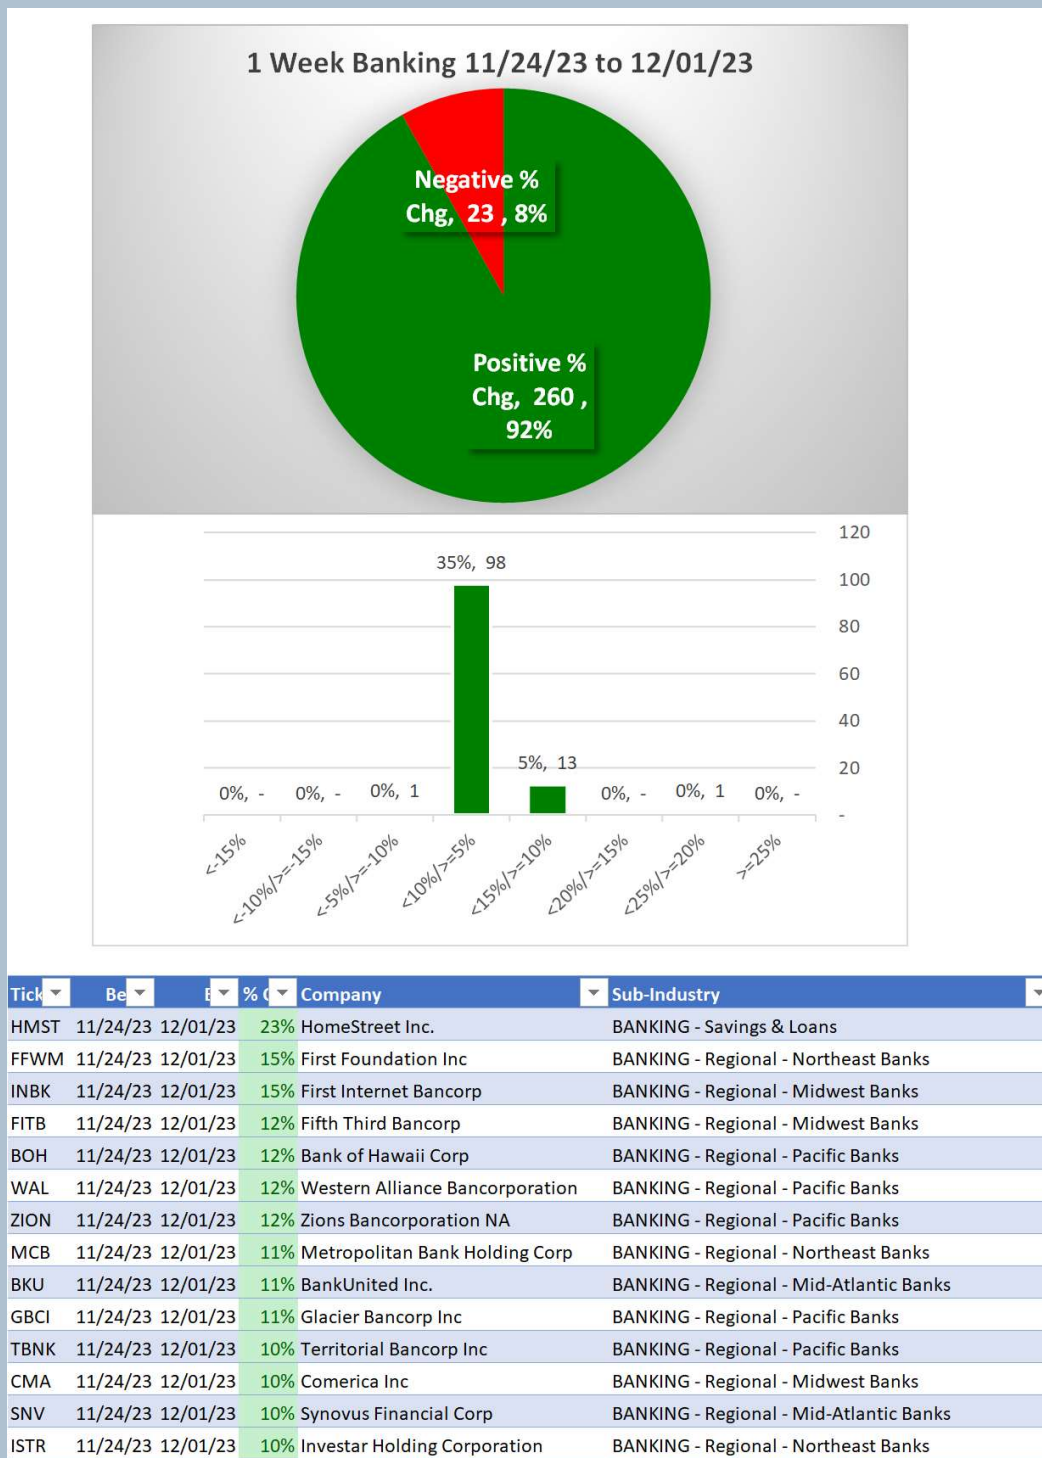 1 Week Banking 11/24/23 to 12/01/23
Negative %
Chg, 23 , 8%
Positive %
Chg, 260 ,
92%
120
100
80
60
40
20
-
35%, 98
5%, 13
0%, -
0%, -
0%, 1
0%, -
0%, 1
0%, -
<-15%
<-10%/>=-15%
<-5%/>=-10%
<10%/>=5%
<15%/>=10%
<20%/>=15%
<25%/>=20%
>=25%
Tick Be E % C Company Sub-Industry
HMST 11/24/23 12/01/23 23% HomeStreet Inc. BANKING - Savings & Loans
FFWM 11/24/23 12/01/23 15% First Foundation Inc BANKING - Regional - Northeast Banks
INBK 11/24/23 12/01/23 15% First Internet Bancorp BANKING - Regional - Midwest Banks
FITB 11/24/23 12/01/23 12% Fifth Third Bancorp BANKING - Regional - Midwest Banks
BOH 11/24/23 12/01/23 12% Bank of Hawaii Corp BANKING - Regional - Pacific Banks
WAL 11/24/23 12/01/23 12% Western Alliance Bancorporation BANKING - Regional - Pacific Banks
ZION 11/24/23 12/01/23 12% Zions Bancorporation NA BANKING - Regional - Pacific Banks
MCB 11/24/23 12/01/23 11% Metropolitan Bank Holding Corp BANKING - Regional - Northeast Banks
BKU 11/24/23 12/01/23 11% BankUnited Inc. BANKING - Regional - Mid-Atlantic Banks
GBCI 11/24/23 12/01/23 11% Glacier Bancorp Inc BANKING - Regional - Pacific Banks
TBNK 11/24/23 12/01/23 10% Territorial Bancorp Inc BANKING - Regional - Pacific Banks
CMA 11/24/23 12/01/23 10% Comerica Inc BANKING - Regional - Midwest Banks
SNV 11/24/23 12/01/23 10% Synovus Financial Corp BANKING - Regional - Mid-Atlantic Banks
ISTR 11/24/23 12/01/23 10% Investar Holding Corporation BANKING - Regional - Northeast Banks